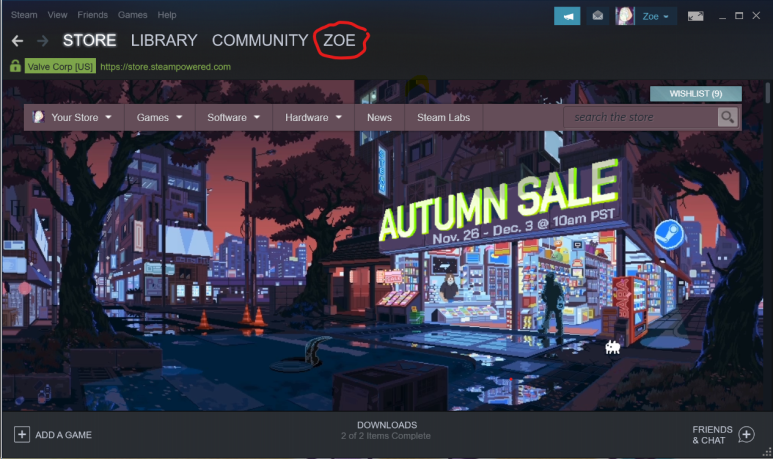 Steam View Friends Games Help
Zoe
STORE LIBRARY COMMUNITY ZOE
Valve Corp [US] https://store.steampowered.com
WISHLIST (9)
Your Store Games Software Hardware News Steam Labs search the store
AUTUMN SALE
Nov. 26 - Dec. 3 @ 10am PST
ADD A GAME
DOWNLOADS
2 of 2 Items Complete
FRIENDS
& CHAT